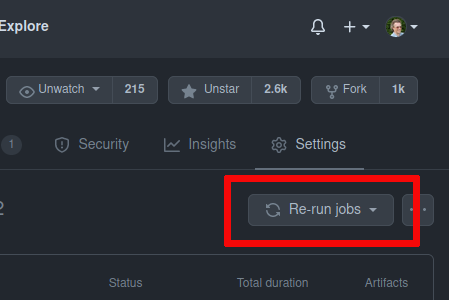 Explore
Unwatch 215 Unstar 2.6k Fork 1k
1 Security Insights Settings
2 Re-run jobs
Status Total duration Artifacts